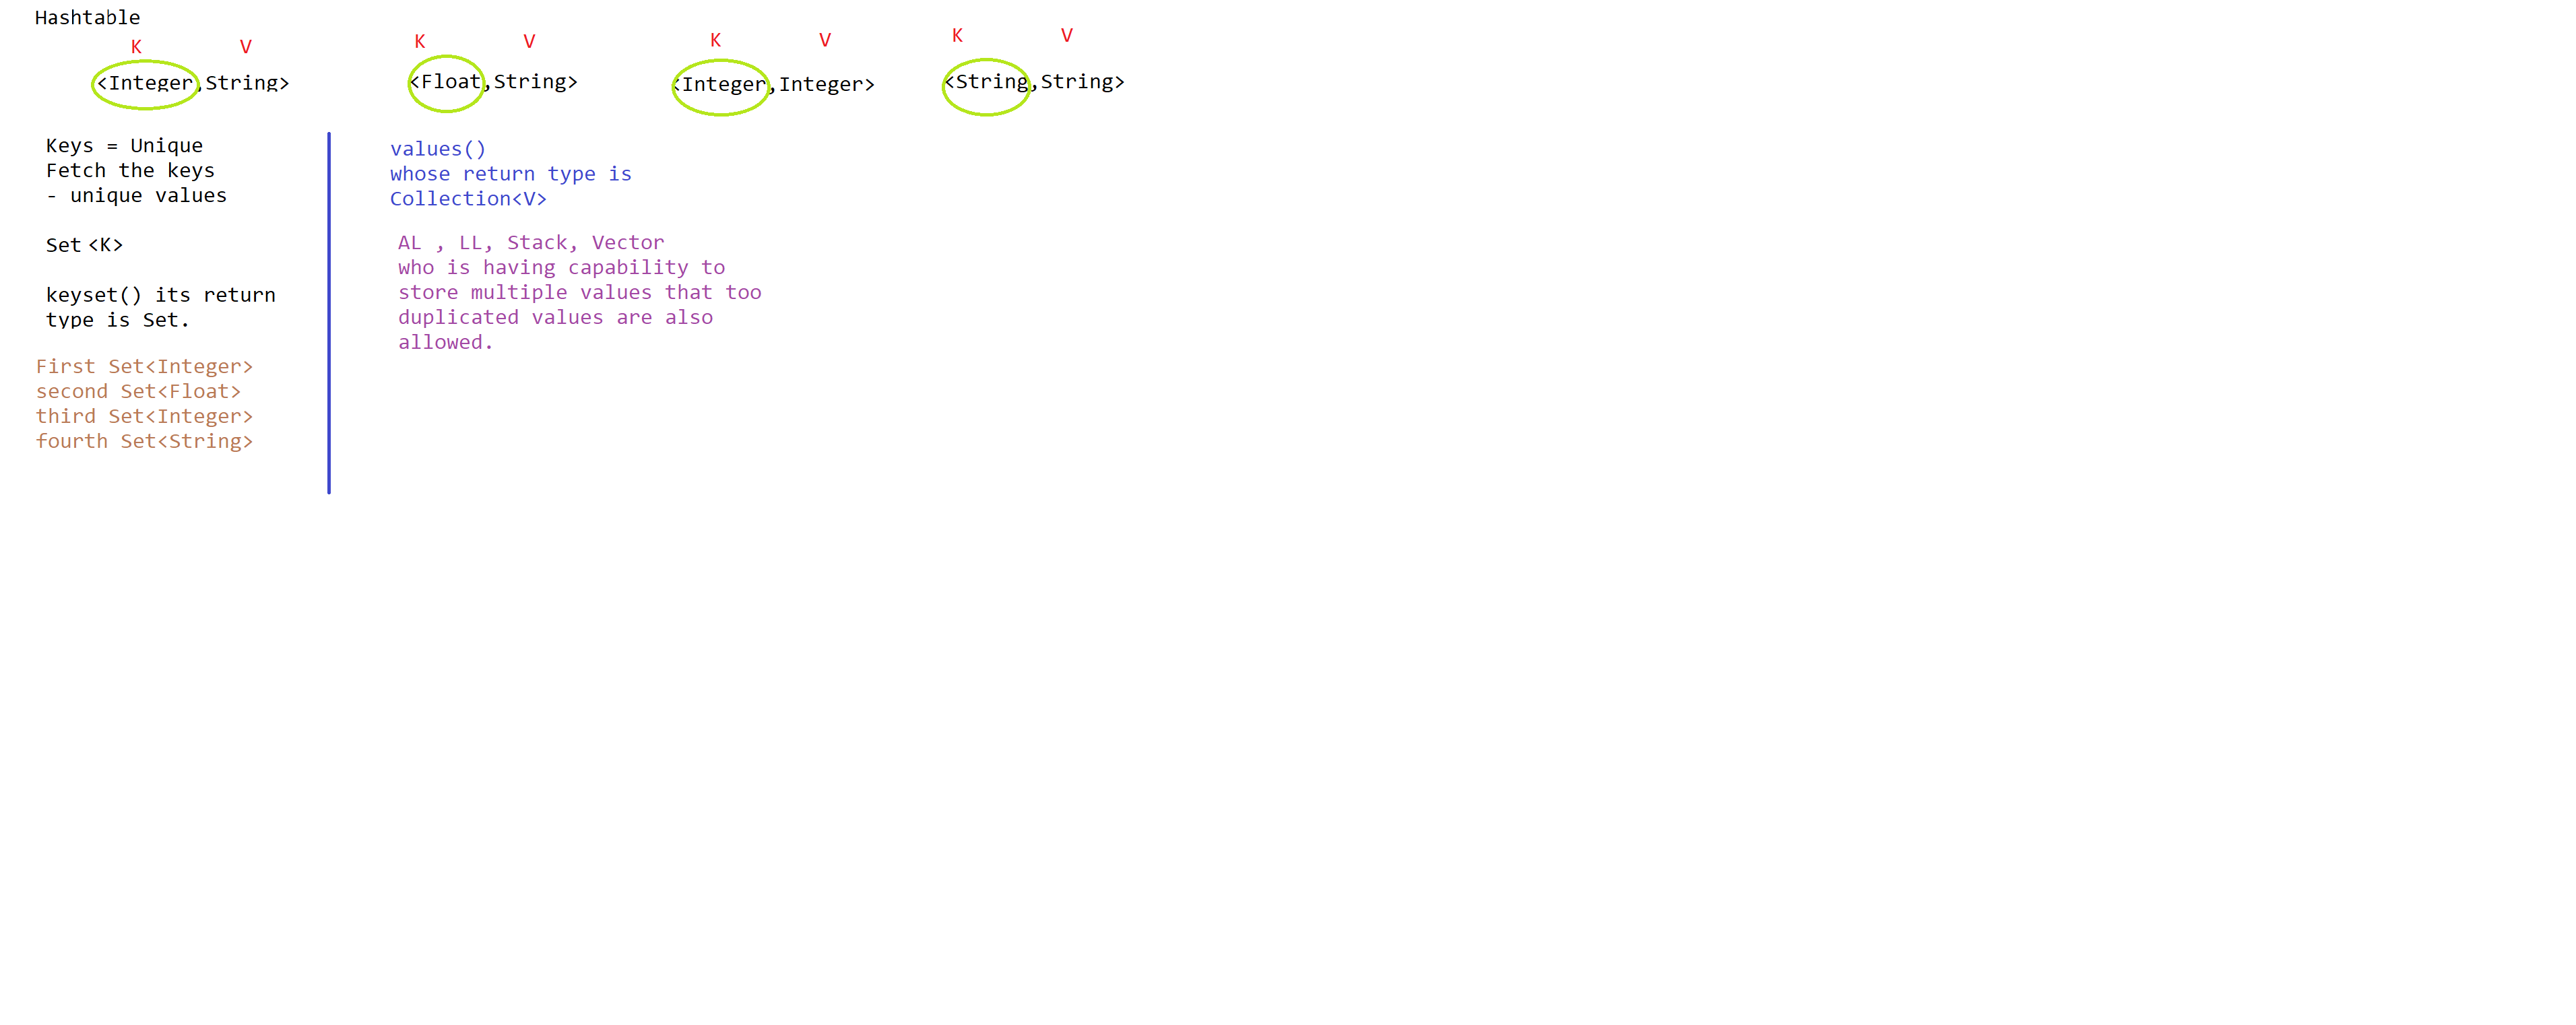 Hashtable
K V K V K V K V
<Integer,String> <Float,String> <Integer,Integer> <String,String>
Keys = Unique
Fetch the keys
- unique values
Set <K>
keyset() its return
type is Set.
First Set<Integer>
second Set<Float>
third Set<Integer>
fourth Set<String>
values()
whose return type is
Collection<V>
AL , LL, Stack, Vector
who is having capability to
store multiple values that too
duplicated values are also
allowed.